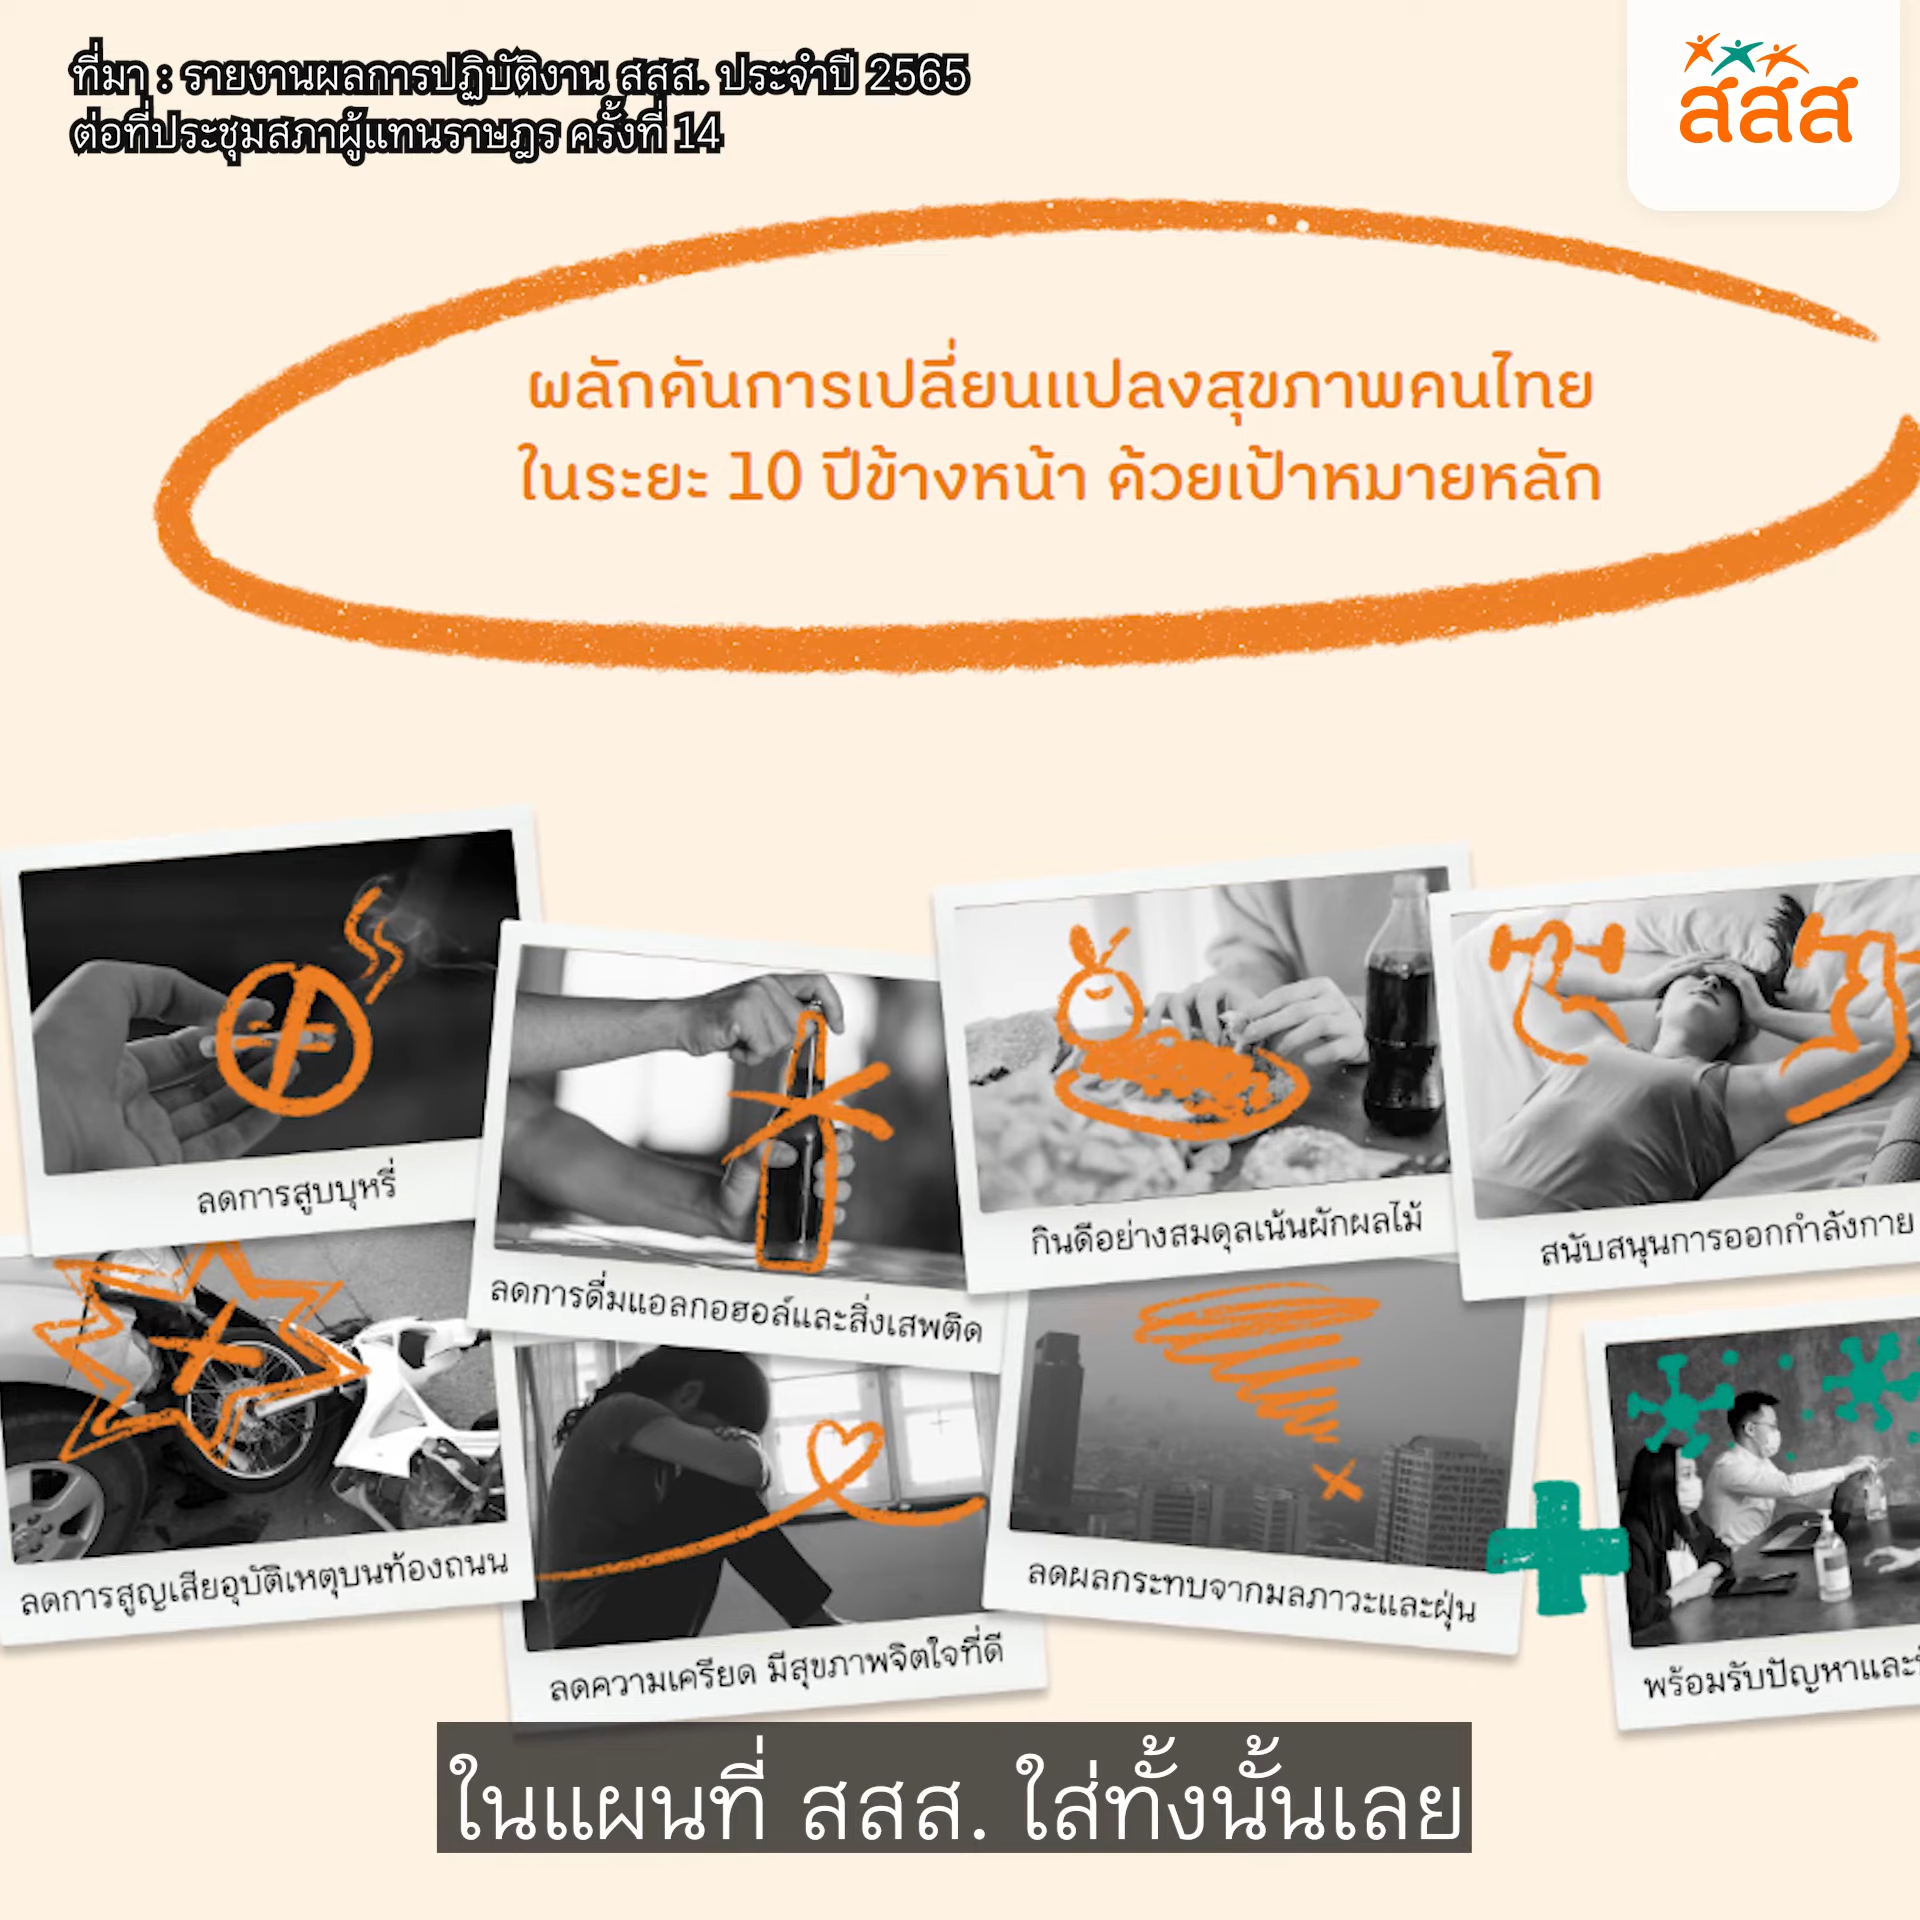 ที่มา : รายงานผลการปฏิบัติงาน สสส. ประจำปี 2565
ต่อที่ประชุมสภาผู้แทนราษฎร ครั้งที่ 14
สสส
ผลักดันการเปลี่ยนแปลงสุขภาพคนไทย
ในระยะ 10 ปีข้างหน้า ด้วยเป้าหมายหลัก
ลดการสูบบุหรี่
ลดการดื่มแอลกอฮอล์และสิ่งเสพติด
กินดีอย่างสมดุลเน้นผักผลไม้
สนับสนุนการออกกำลังกาย
ลดการสูญเสียอุบัติเหตุบนท้องถนน
ลดความเครียด มีสุขภาพจิตใจที่ดี
ลดผลกระทบจากมลภาวะและฝุ่น
พร้อมรับปัญหาและ
ในแผนที่ สสส. ใส่ทั้งนั้นเลย